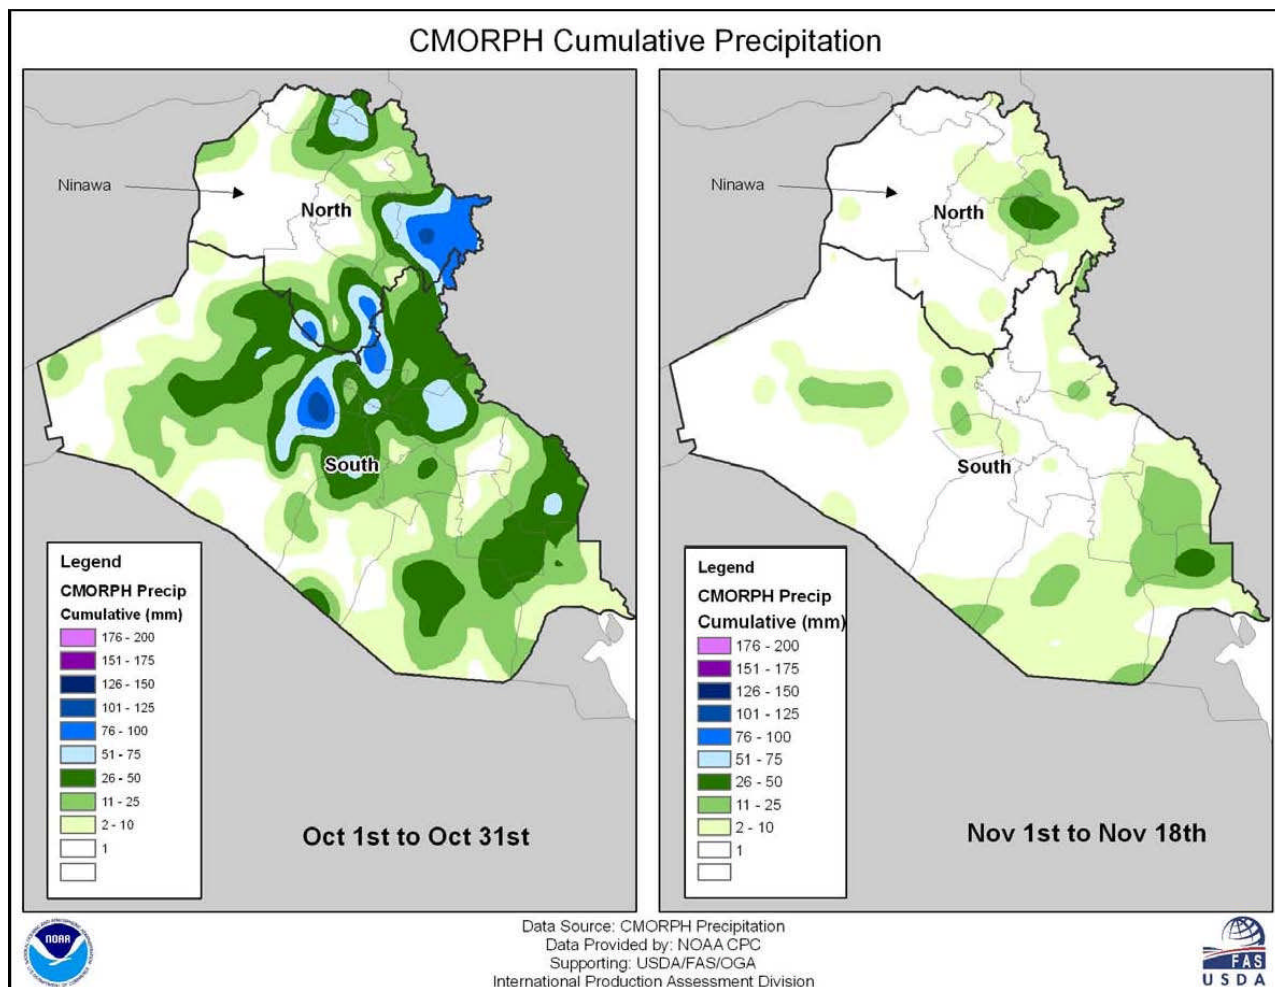 CMORPH Cumulative Precipitation
Ninawa
North
South
Legend
CMORPH Precip
Cumulative (mm)
176 - 200
151 - 175
126 - 150
101 - 125
76 - 100
51 - 75
26 - 50
11 - 25
2 - 10
1
Oct 1st to Oct 31st
Ninawa
North
South
Legend
CMORPH Precip
Cumulative (mm)
176 - 200
151 - 175
126 - 150
101 - 125
76 - 100
51 - 75
26 - 50
11 - 25
2 - 10
1
Nov 1st to Nov 18th
NOAA
Data Source: CMORPH Precipitation
Data Provided by: NOAA CPC
Supporting: USDA/FAS/OGA
International Production Assessment Division
FAS
USDA